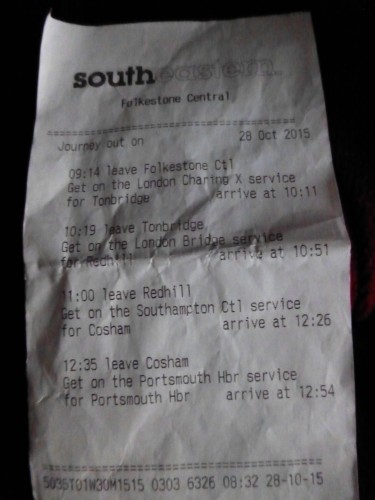 southeastern
Folkestone Central
Journey out on 28 Oct 2015
09:14 leave Folkestone Ctl
Get on the London Charing X service
for Tonbridge arrive at 10:11
10:19 leave Tonbridge
Get on the London Bridge service
for Redhill arrive at 10:51
11:00 leave Redhill
Get on the Southampton Ctl service
for Cosham arrive at 12:26
12:35 leave Cosham
Get on the Portsmouth Hbr service
for Portsmouth Hbr arrive at 12:54
5035T01W30M1515 0303 6326 08:32 28-10-15